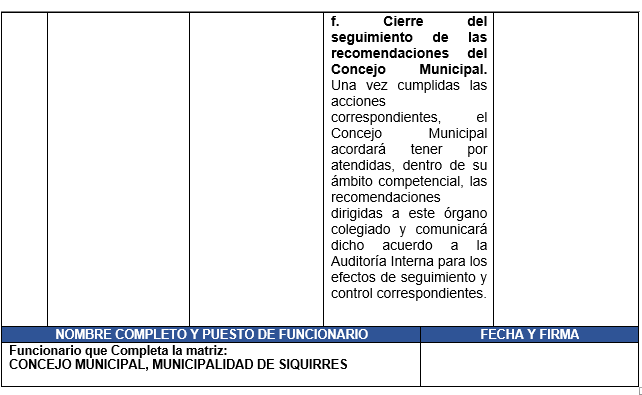 f. Cierre del
seguimiento de las
recomendaciones del
Concejo Municipal.
Una vez cumplidas las
acciones
correspondientes, el
Concejo Municipal
acordará tener por
atendidas, dentro de su
ámbito competencial, las
recomendaciones
dirigidas a este órgano
colegiado y comunicará
dicho acuerdo a la
Auditoría Interna para los
efectos de seguimiento y
control correspondientes.
NOMBRE COMPLETO Y PUESTO DE FUNCIONARIO
FECHA Y FIRMA
Funcionario que Completa la matriz:
CONCEJO MUNICIPAL, MUNICIPALIDAD DE SIQUIRRES